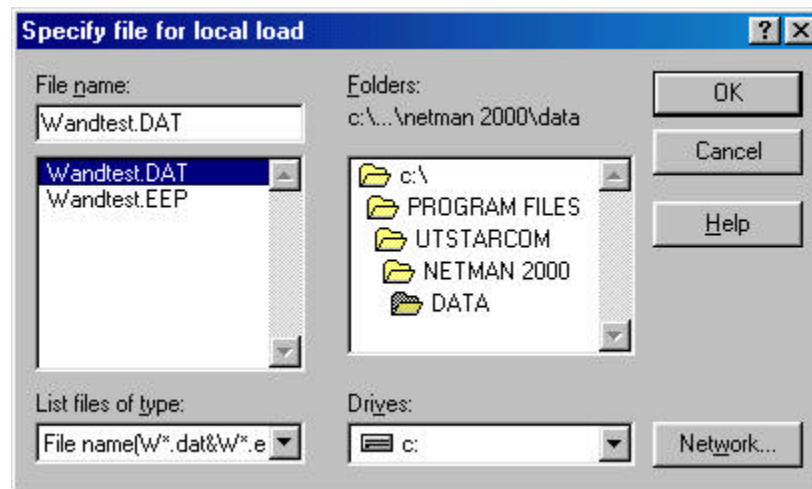 Specify file for local load
File name:
Wandtest.DAT
Wandtest.DAT
Wandtest.EEP
List files of type:
File name(W*.dat&W*.e
Folders:
c:\...\netman 2000\data
c:\
PROGRAM FILES
UTSTARCOM
NETMAN 2000
DATA
Drives:
c:
OK
Cancel
Help
Network...